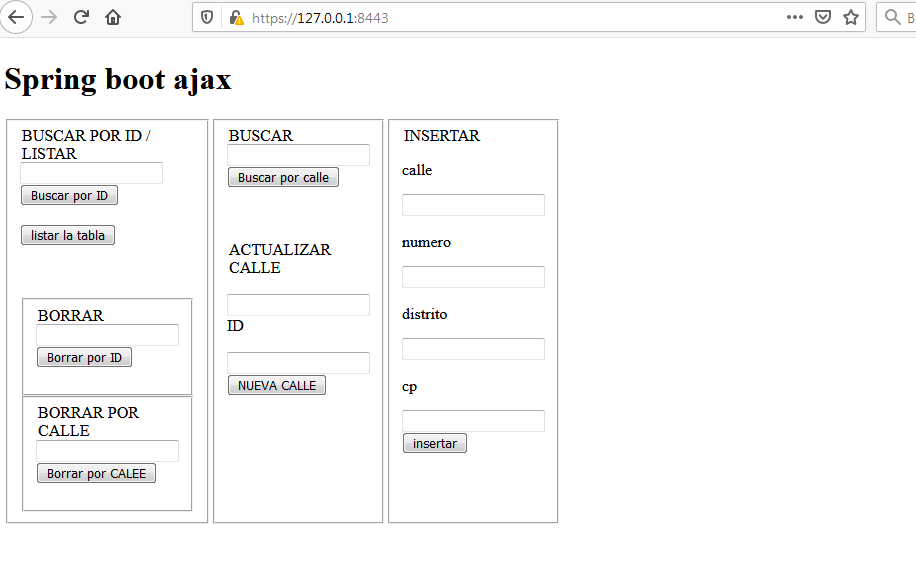 https://127.0.0.1:8443
B
Spring boot ajax
BUSCAR POR ID /
LISTAR
Buscar por ID
listar la tabla
BORRAR
Borrar por ID
BORRAR POR
CALLE
Borrar por CALEE
BUSCAR
Buscar por calle
ACTUALIZAR
CALLE
ID
NUEVA CALLE
INSERTAR
calle
numero
distrito
cp
insertar